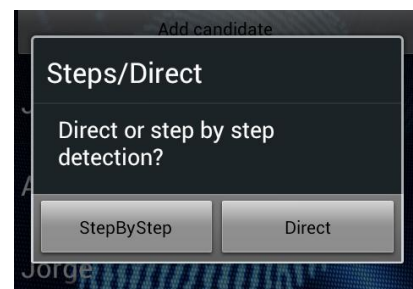 Add candidate
Steps/Direct
Direct or step by step
detection?
StepByStep
Direct
Jorge